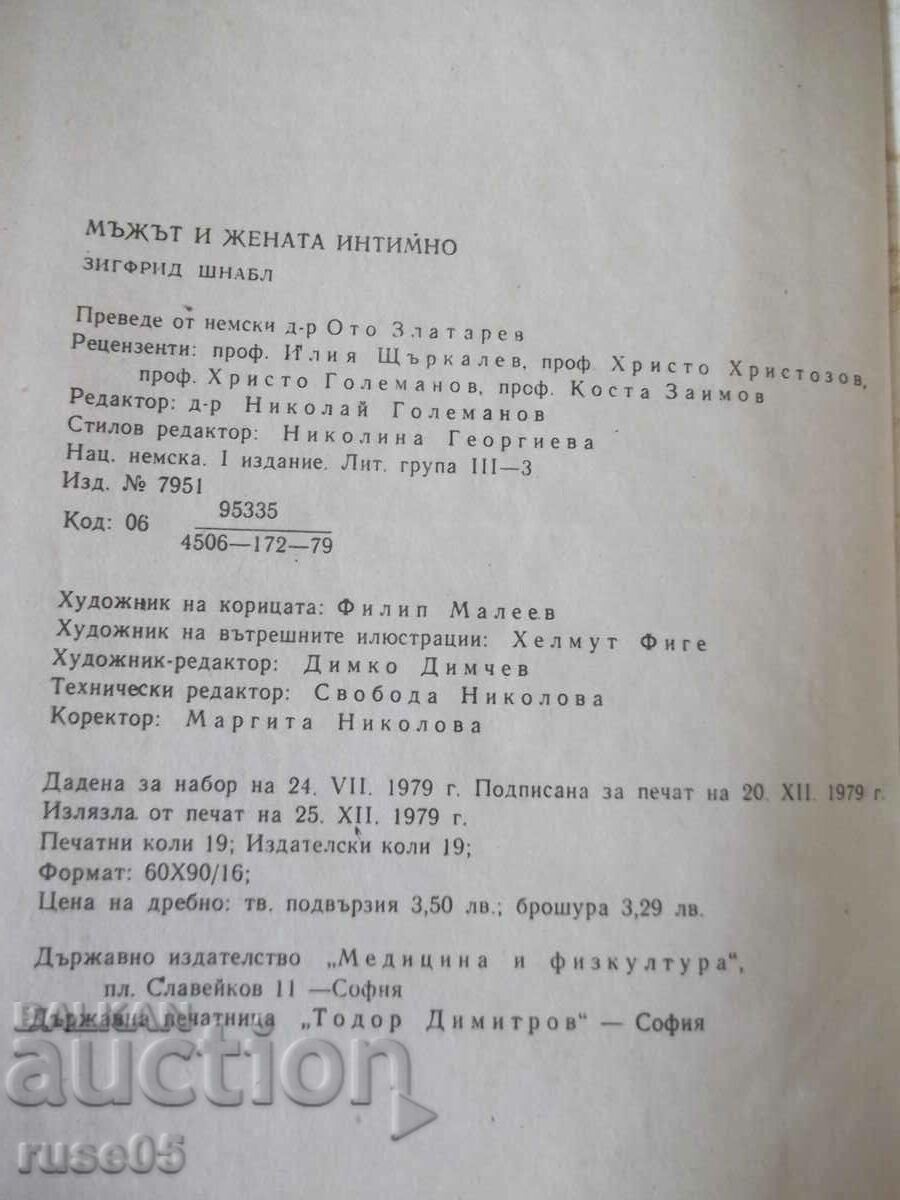 МЪЖЪТ И ЖЕНАТА ИНТИМНО
ЗИГФРИД ШНАБЛ
Преведе от немски д-р Ото Златарев
Рецензенти: проф. Илия Щъркалев, проф. Христо Христозов,
проф. Христо Големанов, проф. Коста Заимов
Редактор: д-р Николай Големанов
Стилов редактор: Николина Георгиева
Нац. немска. I издание. Лит. група III—3
Изд. № 7951
95335
Код: 06
4506—172—79
Художник на корицата: Филип Малеев
Художник на вътрешните илюстрации: Хелмут Фиге
Художник-редактор: Димко Димчев
Технически редактор: Свобода Николова
Коректор: Маргита Николова
Дадена за набор на 24. VII. 1979 г. Подписана за печат на 20. XII. 1979 г.
Излязла от печат на 25. XII. 1979 г.
Печатни коли 19; Издателски коли 19;
Формат: 60X90/16;
Цена на дребно: тв. подвързия 3,50 лв.; брошура 3,29 лв.
Държавно издателство „Медицина и физкултура“,
пл. Славейков 11 —София
Държавна печатница „Тодор Димитров“ — София
BALKAN
auction
ruse05